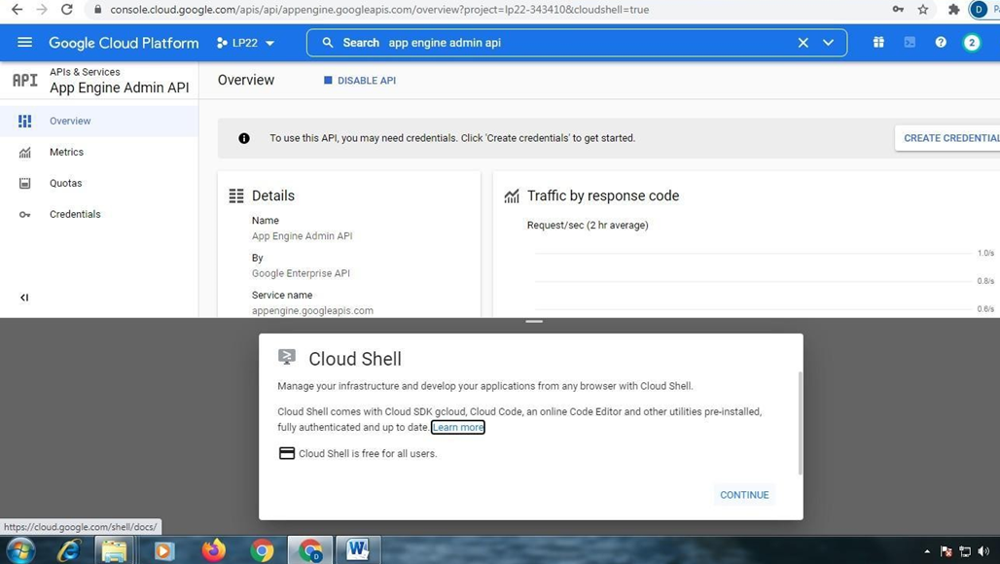 console.cloud.google.com/apis/api/appengine.googleapis.com/overview?project=lp22-343410&cloudshell=true
D
Google Cloud Platform
LP22
Search app engine admin api
2
API
APIs & Services
App Engine Admin API
Overview
DISABLE API
Overview
Metrics
Quotas
Credentials
To use this API, you may need credentials. Click 'Create credentials' to get started.
CREATE CREDENTIAL
Details
Name
App Engine Admin API
By
Google Enterprise API
Service name
appengine.googleapis.com
Traffic by response code
Request/sec (2 hr average)
1.0/s
0.8/s
0.6/s
Cloud Shell
Manage your infrastructure and develop your applications from any browser with Cloud Shell.
Cloud Shell comes with Cloud SDK gcloud, Cloud Code, an online Code Editor and other utilities pre-installed,
fully authenticated and up to date. Learn more
Cloud Shell is free for all users.
CONTINUE
https://cloud.google.com/shell/docs/